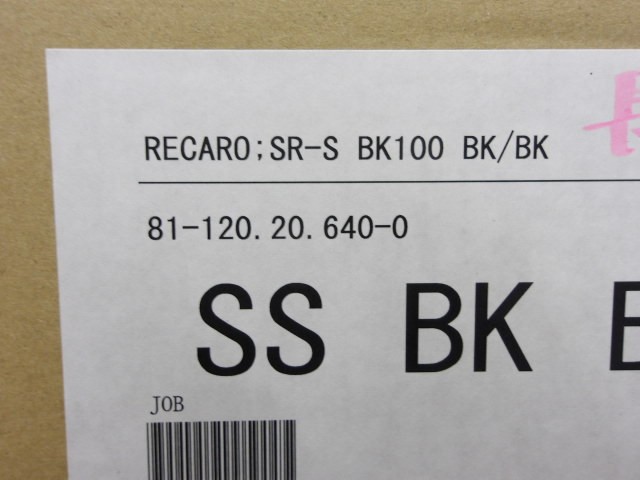 RECARO;SR-S BK100 BK/BK
81-120.20.640-0
SS BK
JOB